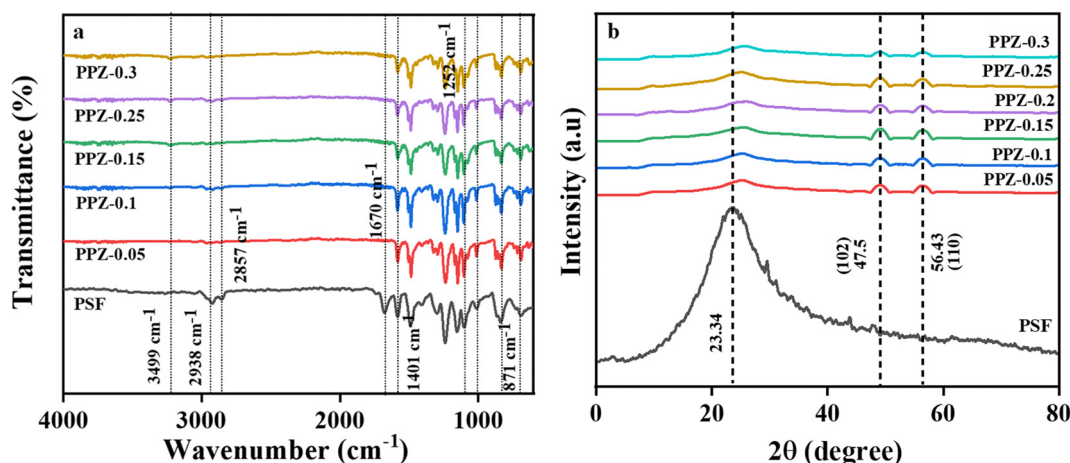 a
PPZ-0.3
PPZ-0.25
PPZ-0.15
PPZ-0.1
PPZ-0.05
PSF
3499 cm-1
2938 cm-1
2857 cm-1
1670 cm-1
1401 cm-1
1252 cm-1
871 cm-1
Transmittance (%)
4000
3000
2000
1000
Wavenumber (cm-1)
b
PPZ-0.3
PPZ-0.25
PPZ-0.2
PPZ-0.15
PPZ-0.1
PPZ-0.05
PSF
23.34
(102)
47.5
56.43
(110)
Intensity (a.u)
0
20
40
60
80
2θ (degree)